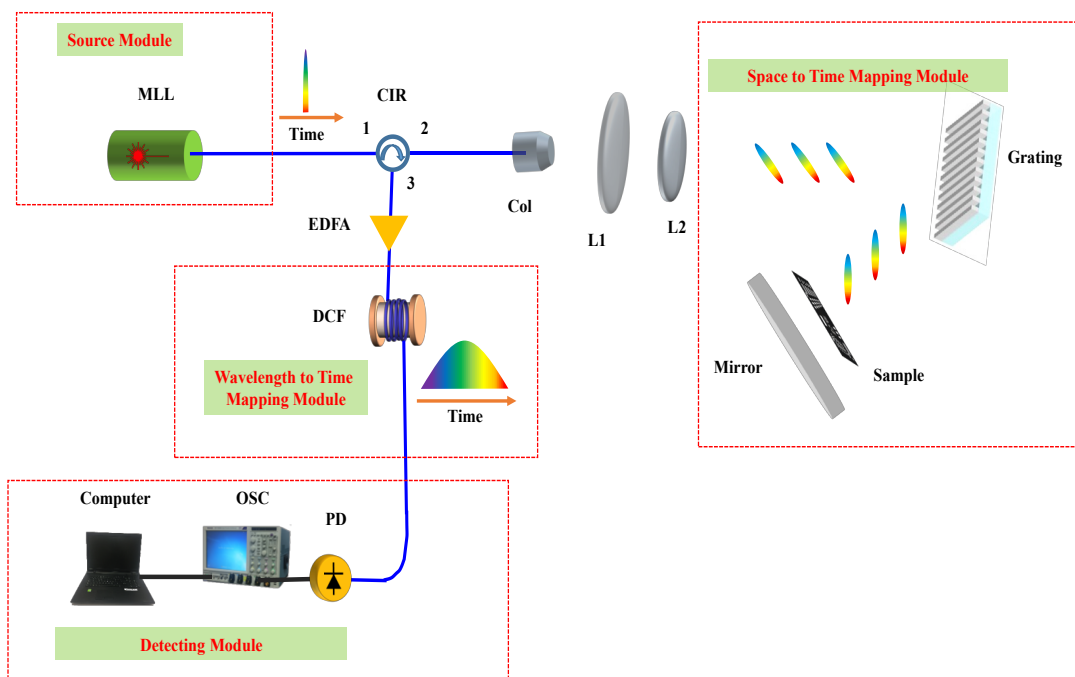 Source Module
MLL
Time
CIR
1
2
3
Col
L1
L2
Space to Time Mapping Module
Grating
Mirror
Sample
EDFA
DCF
Wavelength to Time
Mapping Module
Time
Computer
OSC
PD
Detecting Module